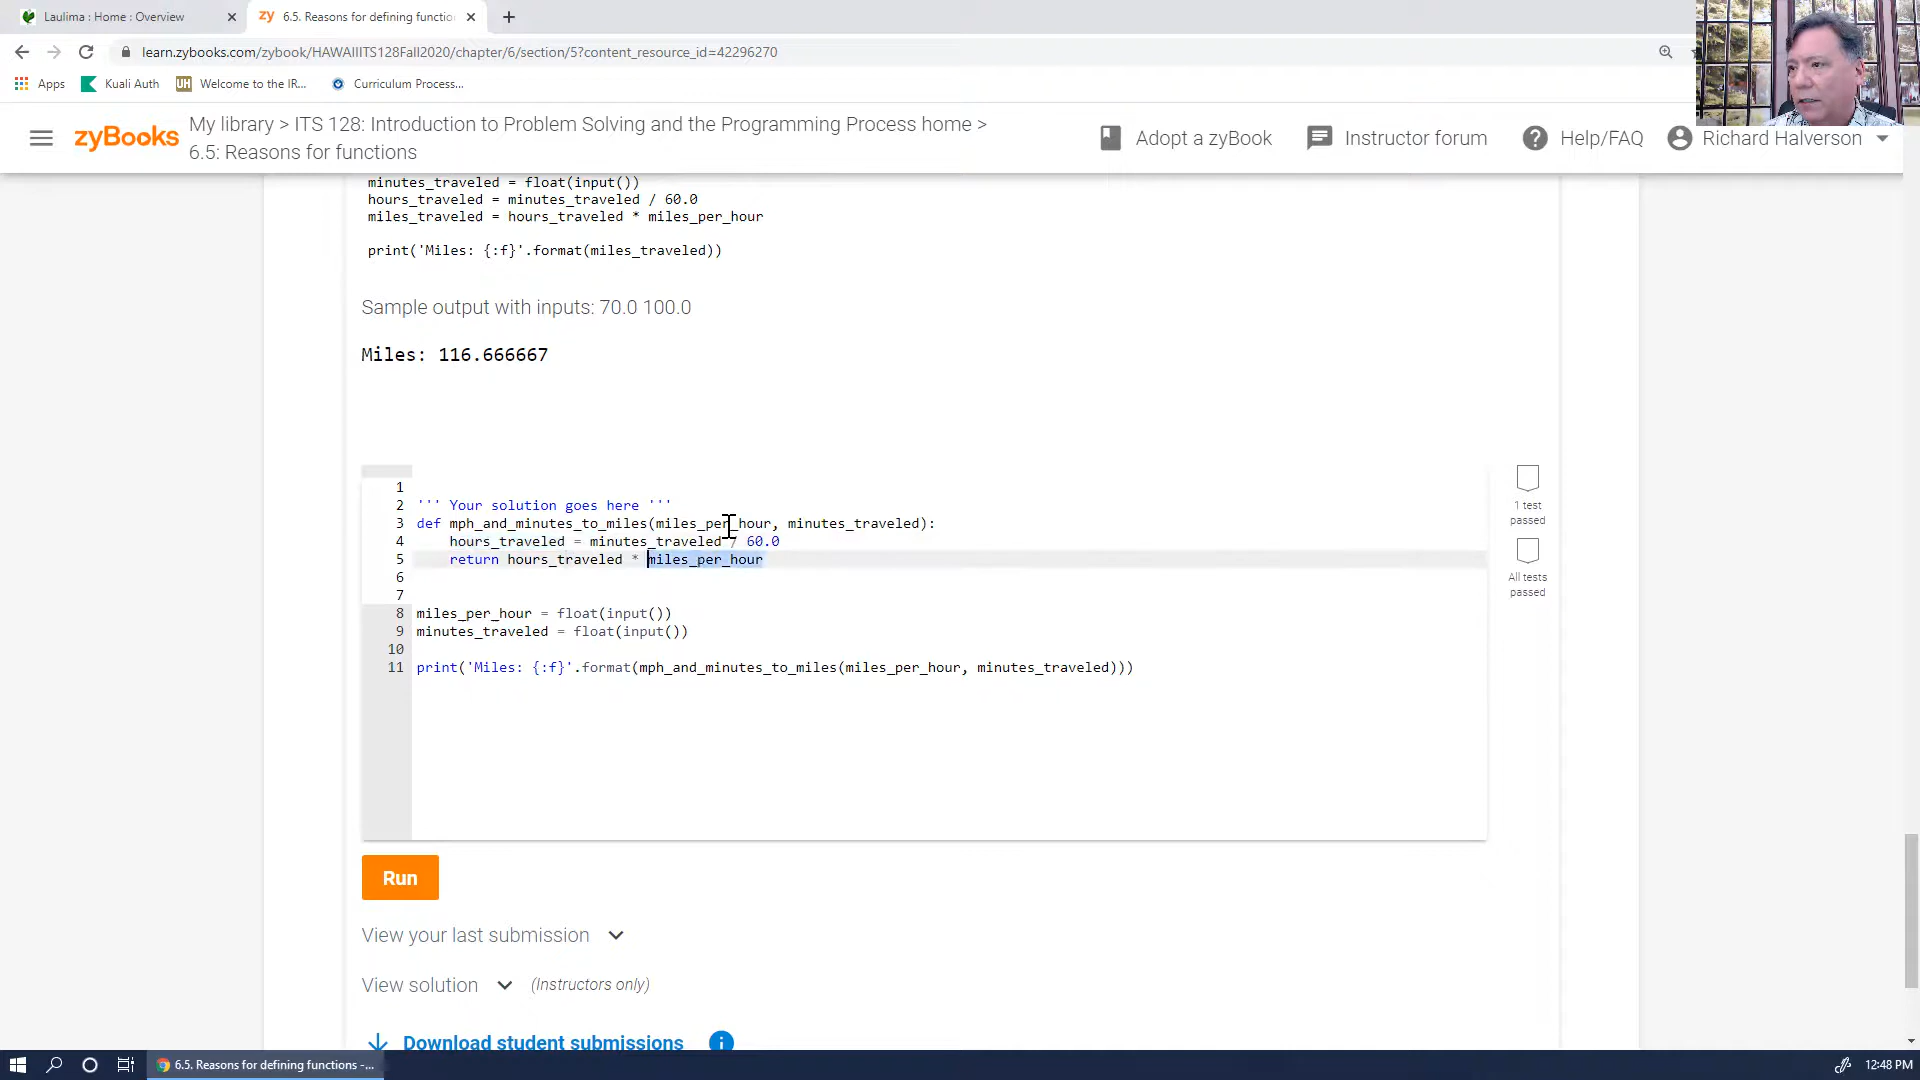 Laulima : Home : Overview
zy 6.5. Reasons for defining functio
learn.zybooks.com/zybook/HAWAIIITS128Fall2020/chapter/6/section/5?content_resource_id=42296270
Apps
Kuali Auth
UH Welcome to the IR...
Curriculum Process...
zyBooks
My library > ITS 128: Introduction to Problem Solving and the Programming Process home >
6.5: Reasons for functions
Adopt a zyBook
Instructor forum
Help/FAQ
Richard Halverson
minutes_traveled = float(input())
hours_traveled = minutes_traveled / 60.0
miles_traveled = hours_traveled * miles_per_hour
print('Miles: {:f}'.format(miles_traveled))
Sample output with inputs: 70.0 100.0
Miles: 116.666667
1
2 ''' Your solution goes here '''
3 def mph_and_minutes_to_miles(miles_per_hour, minutes_traveled):
4 hours_traveled = minutes_traveled / 60.0
5 return hours_traveled * miles_per_hour
6
7
8 miles_per_hour = float(input())
9 minutes_traveled = float(input())
10
11 print('Miles: {:f}'.format(mph_and_minutes_to_miles(miles_per_hour, minutes_traveled)))
1 test
passed
All tests
passed
Run
View your last submission
View solution
(Instructors only)
Download student submissions
i
6.5. Reasons for defining functions -...
12:48 PM